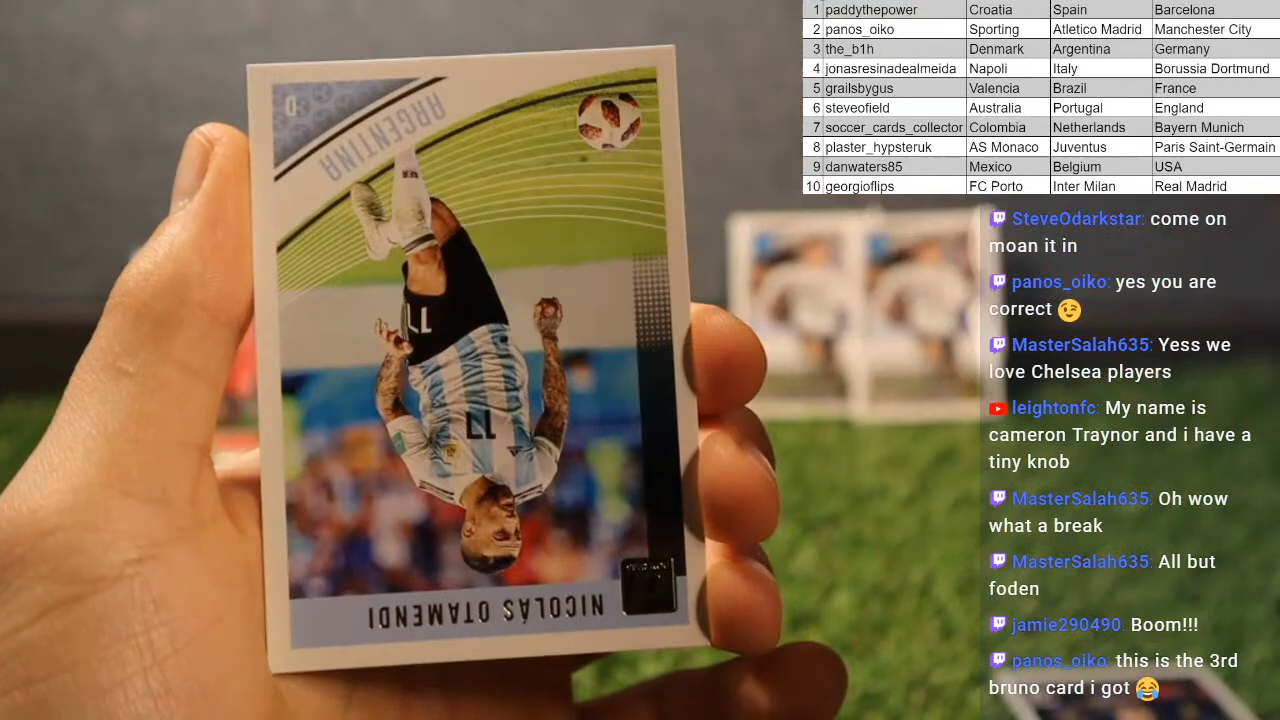 1 paddythepower Croatia Spain Barcelona
2 panos_oiko Sporting Atletico Madrid Manchester City
3 the_b1h Denmark Argentina Germany
4 jonasresinadealmeida Napoli Italy Borussia Dortmund
5 grailsbygus Valencia Brazil France
6 steveofield Australia Portugal England
7 soccer_cards_collector Colombia Netherlands Bayern Munich
8 plaster_hypsteruk AS Monaco Juventus Paris Saint-Germain
9 danwaters85 Mexico Belgium USA
10 georgioflips FC Porto Inter Milan Real Madrid
SteveOdarkstar: come on
moan it in
panos_oiko: yes you are
correct 😉
MasterSalah635: Yess we
love Chelsea players
leightonfc: My name is
cameron Traynor and i have a
tiny knob
MasterSalah635: Oh wow
what a break
MasterSalah635: All but
foden
jamie290490: Boom!!!
panos_oiko: this is the 3rd
bruno card i got 😂
D
ARGENTINA
11
11
NICOLÁS OTAMENDI